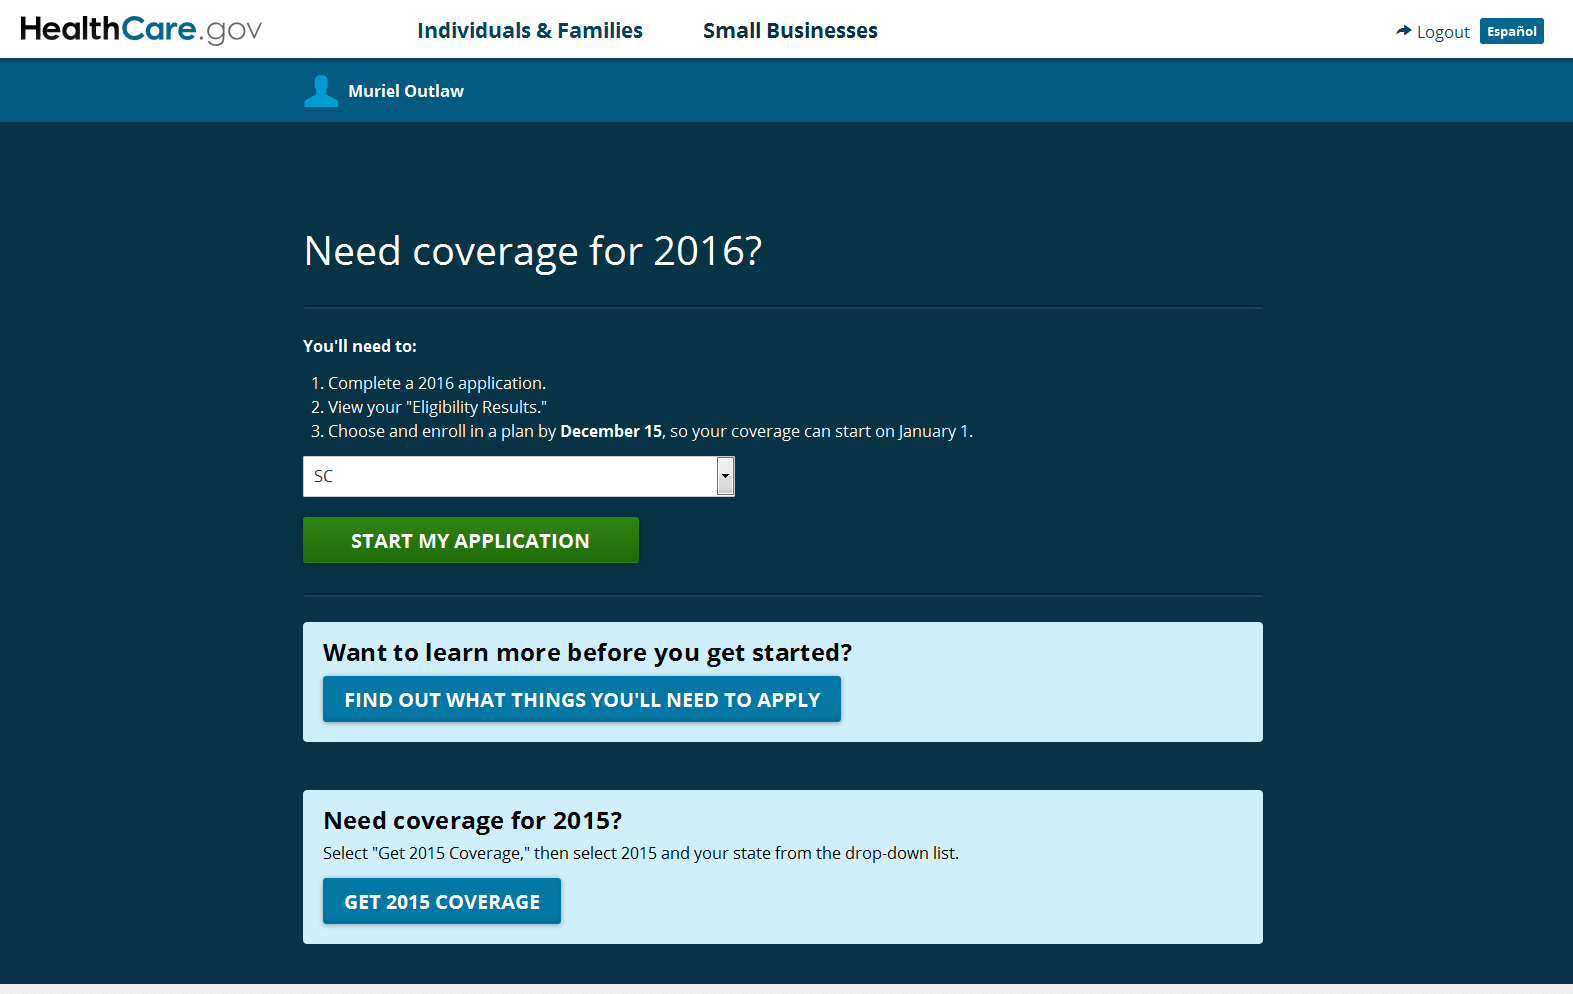 HealthCare.gov
Individuals & Families
Small Businesses
Logout
Español
Muriel Outlaw
Need coverage for 2016?
You'll need to:
1. Complete a 2016 application.
2. View your "Eligibility Results."
3. Choose and enroll in a plan by December 15, so your coverage can start on January 1.
SC
START MY APPLICATION
Want to learn more before you get started?
FIND OUT WHAT THINGS YOU'LL NEED TO APPLY
Need coverage for 2015?
Select "Get 2015 Coverage," then select 2015 and your state from the drop-down list.
GET 2015 COVERAGE